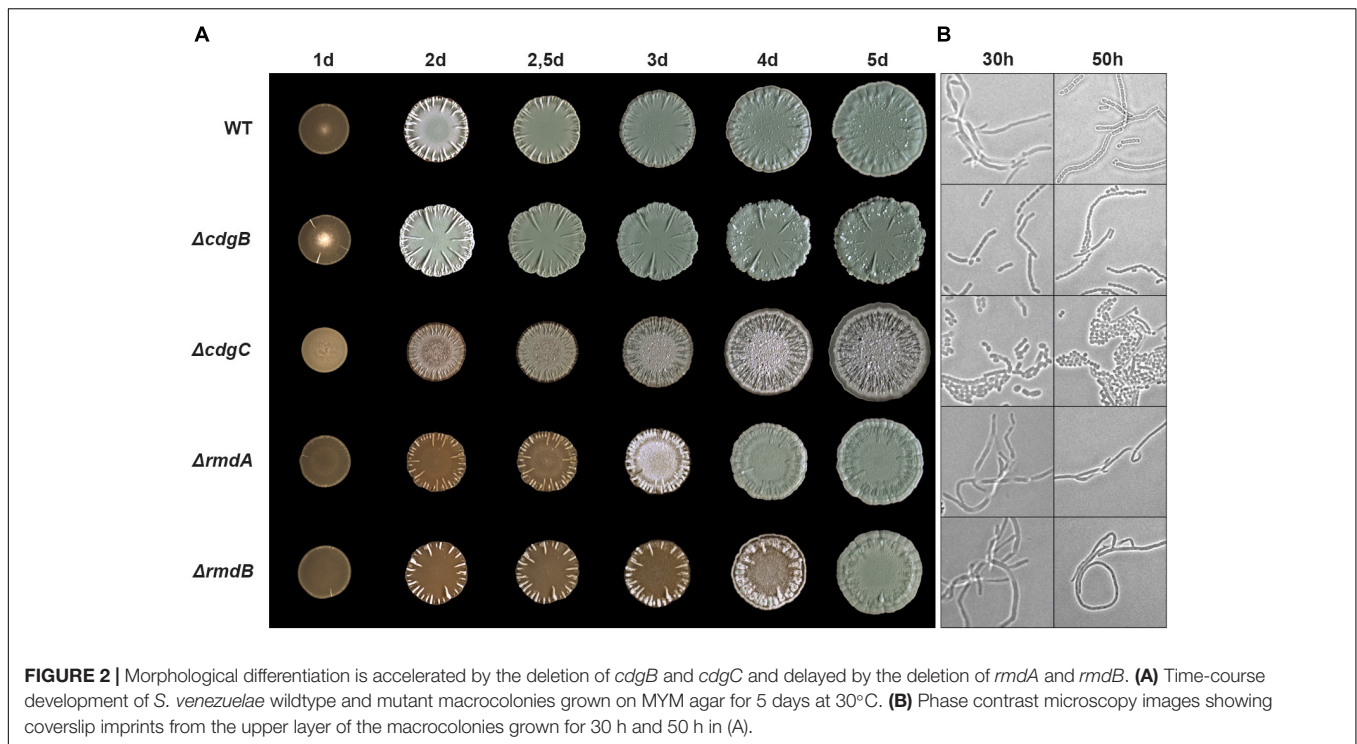 A
B
1d 2d 2,5d 3d 4d 5d 30h 50h
WT
ΔcdgB
ΔcdgC
ΔrmdA
ΔrmdB
FIGURE 2 | Morphological differentiation is accelerated by the deletion of cdgB and cdgC and delayed by the deletion of rmdA and rmdB. (A) Time-course
development of S. venezuelae wildtype and mutant macrocolonies grown on MYM agar for 5 days at 30°C. (B) Phase contrast microscopy images showing
coverslip imprints from the upper layer of the macrocolonies grown for 30 h and 50 h in (A).